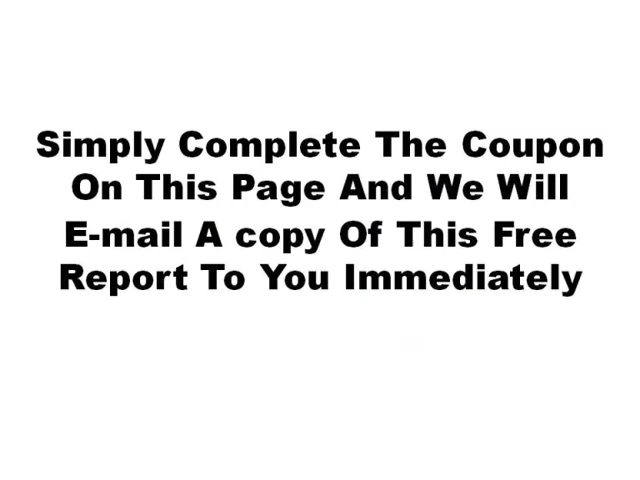 Simply Complete The Coupon
On This Page And We Will
E-mail A copy Of This Free
Report To You Immediately